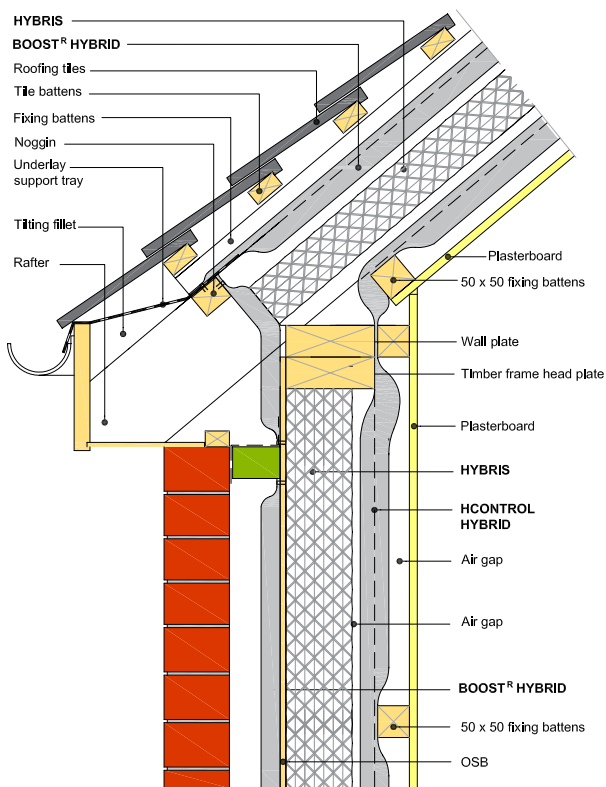 HYBRIS
BOOST R HYBRID
Roofing tiles
Tile battens
Fixing battens
Noggin
Underlay
support tray
Tilting fillet
Rafter
Plasterboard
50 x 50 fixing battens
Wall plate
Timber frame head plate
Plasterboard
HYBRIS
HCONTROL
HYBRID
Air gap
Air gap
BOOST R HYBRID
50 x 50 fixing battens
OSB